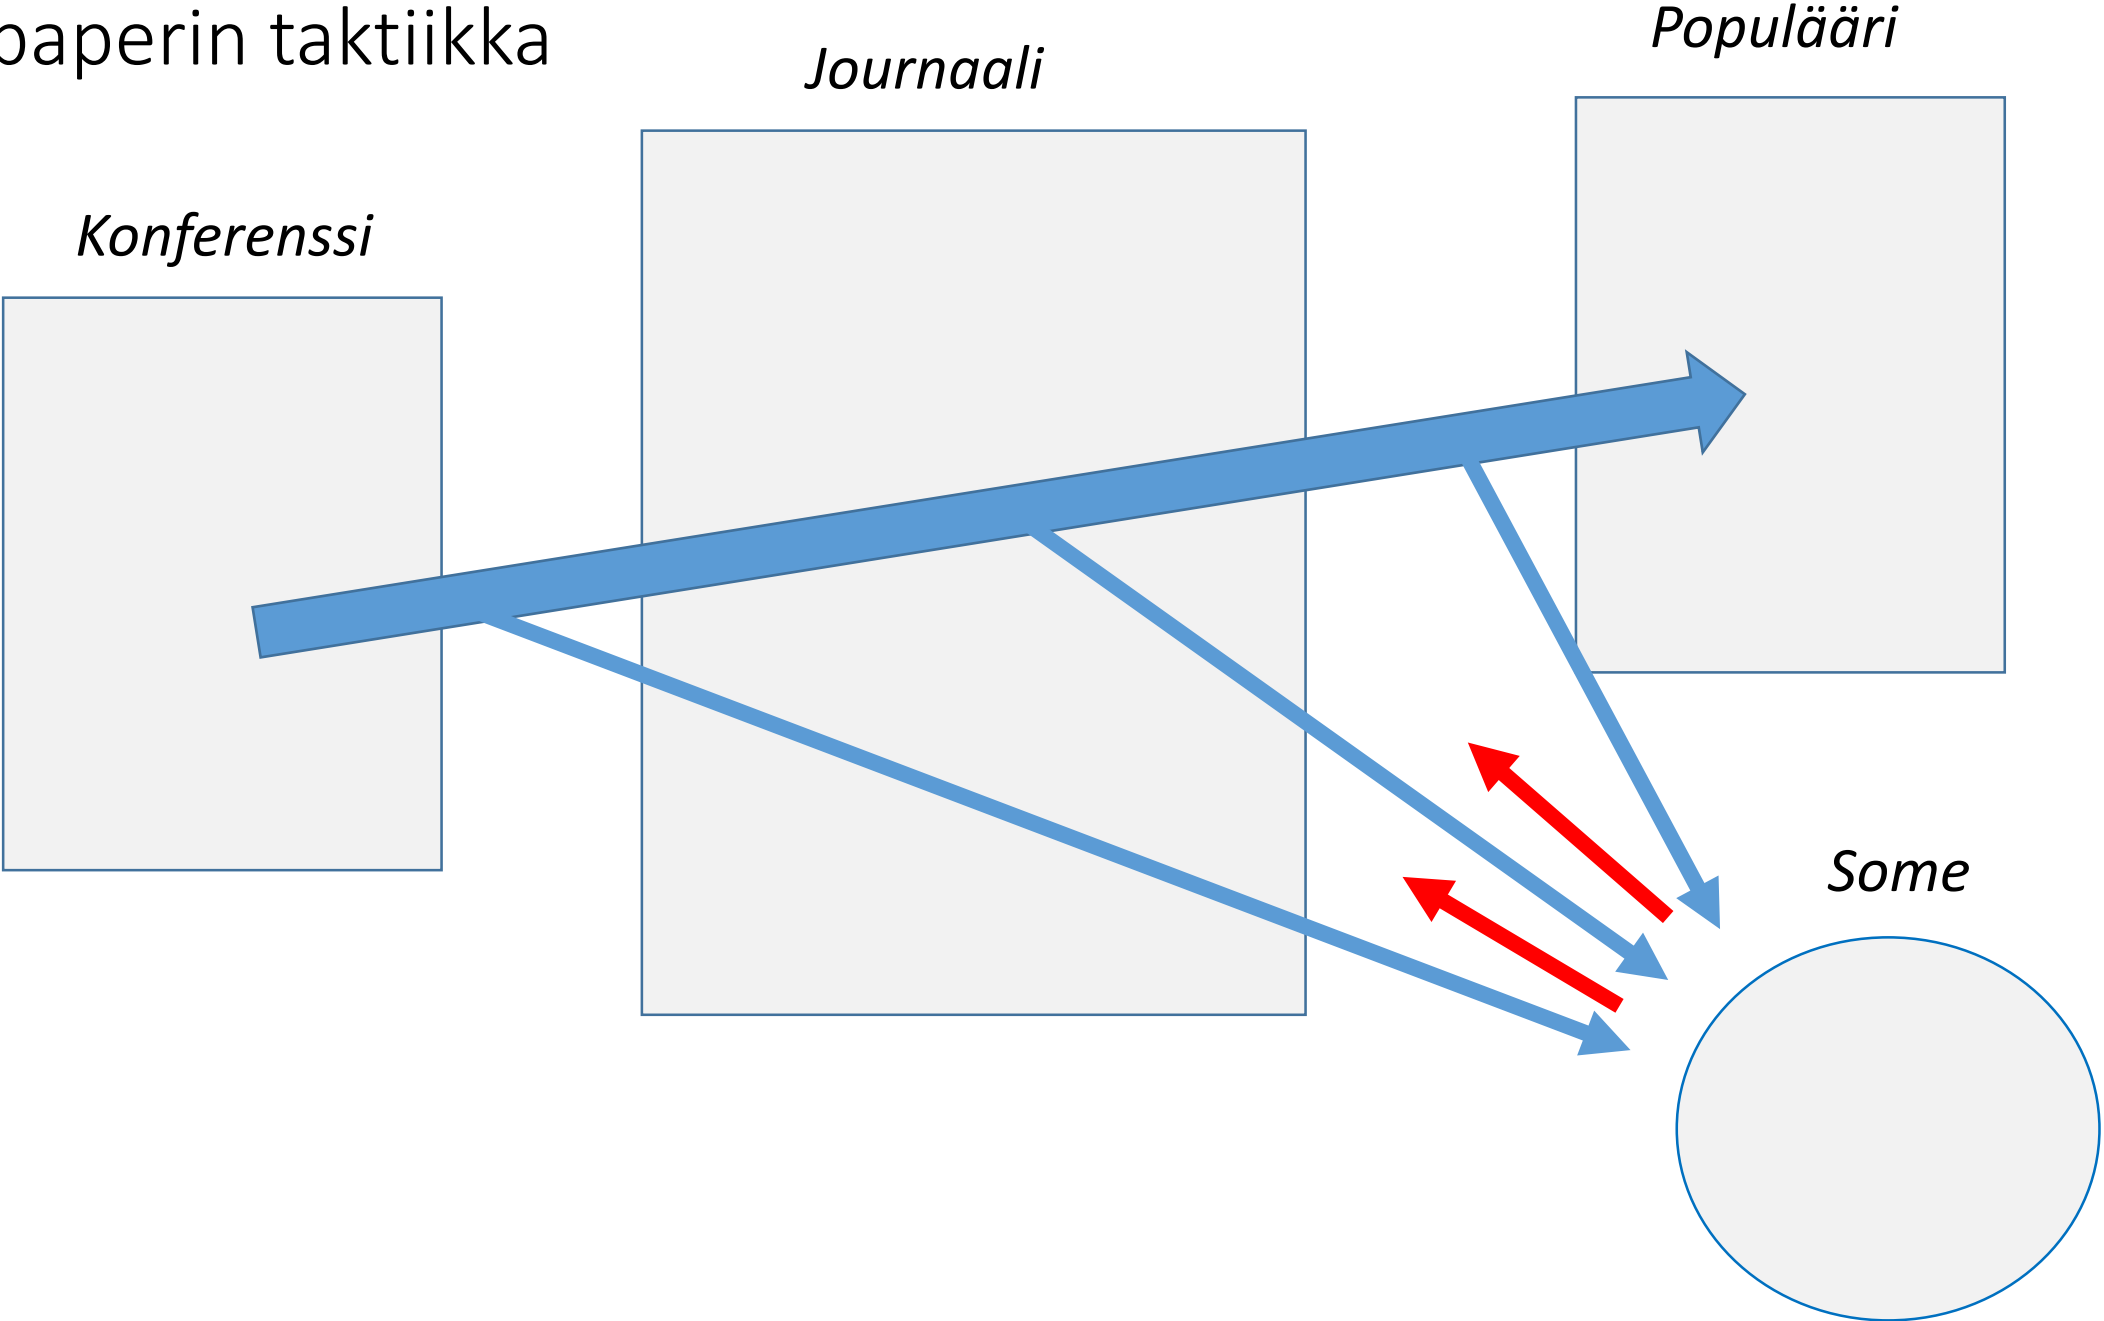 paperin taktiikka
Journaali
Populääri
Konferenssi
Some